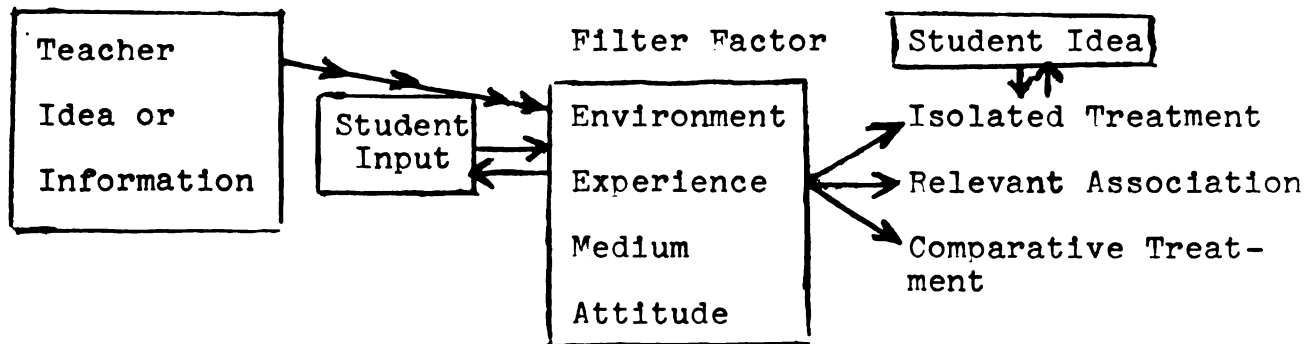 Teacher
Idea or
Information
Student
Input
Filter Factor
Environment
Experience
Medium
Attitude
Student Idea
Isolated Treatment
Relevant Association
Comparative Treat-
ment